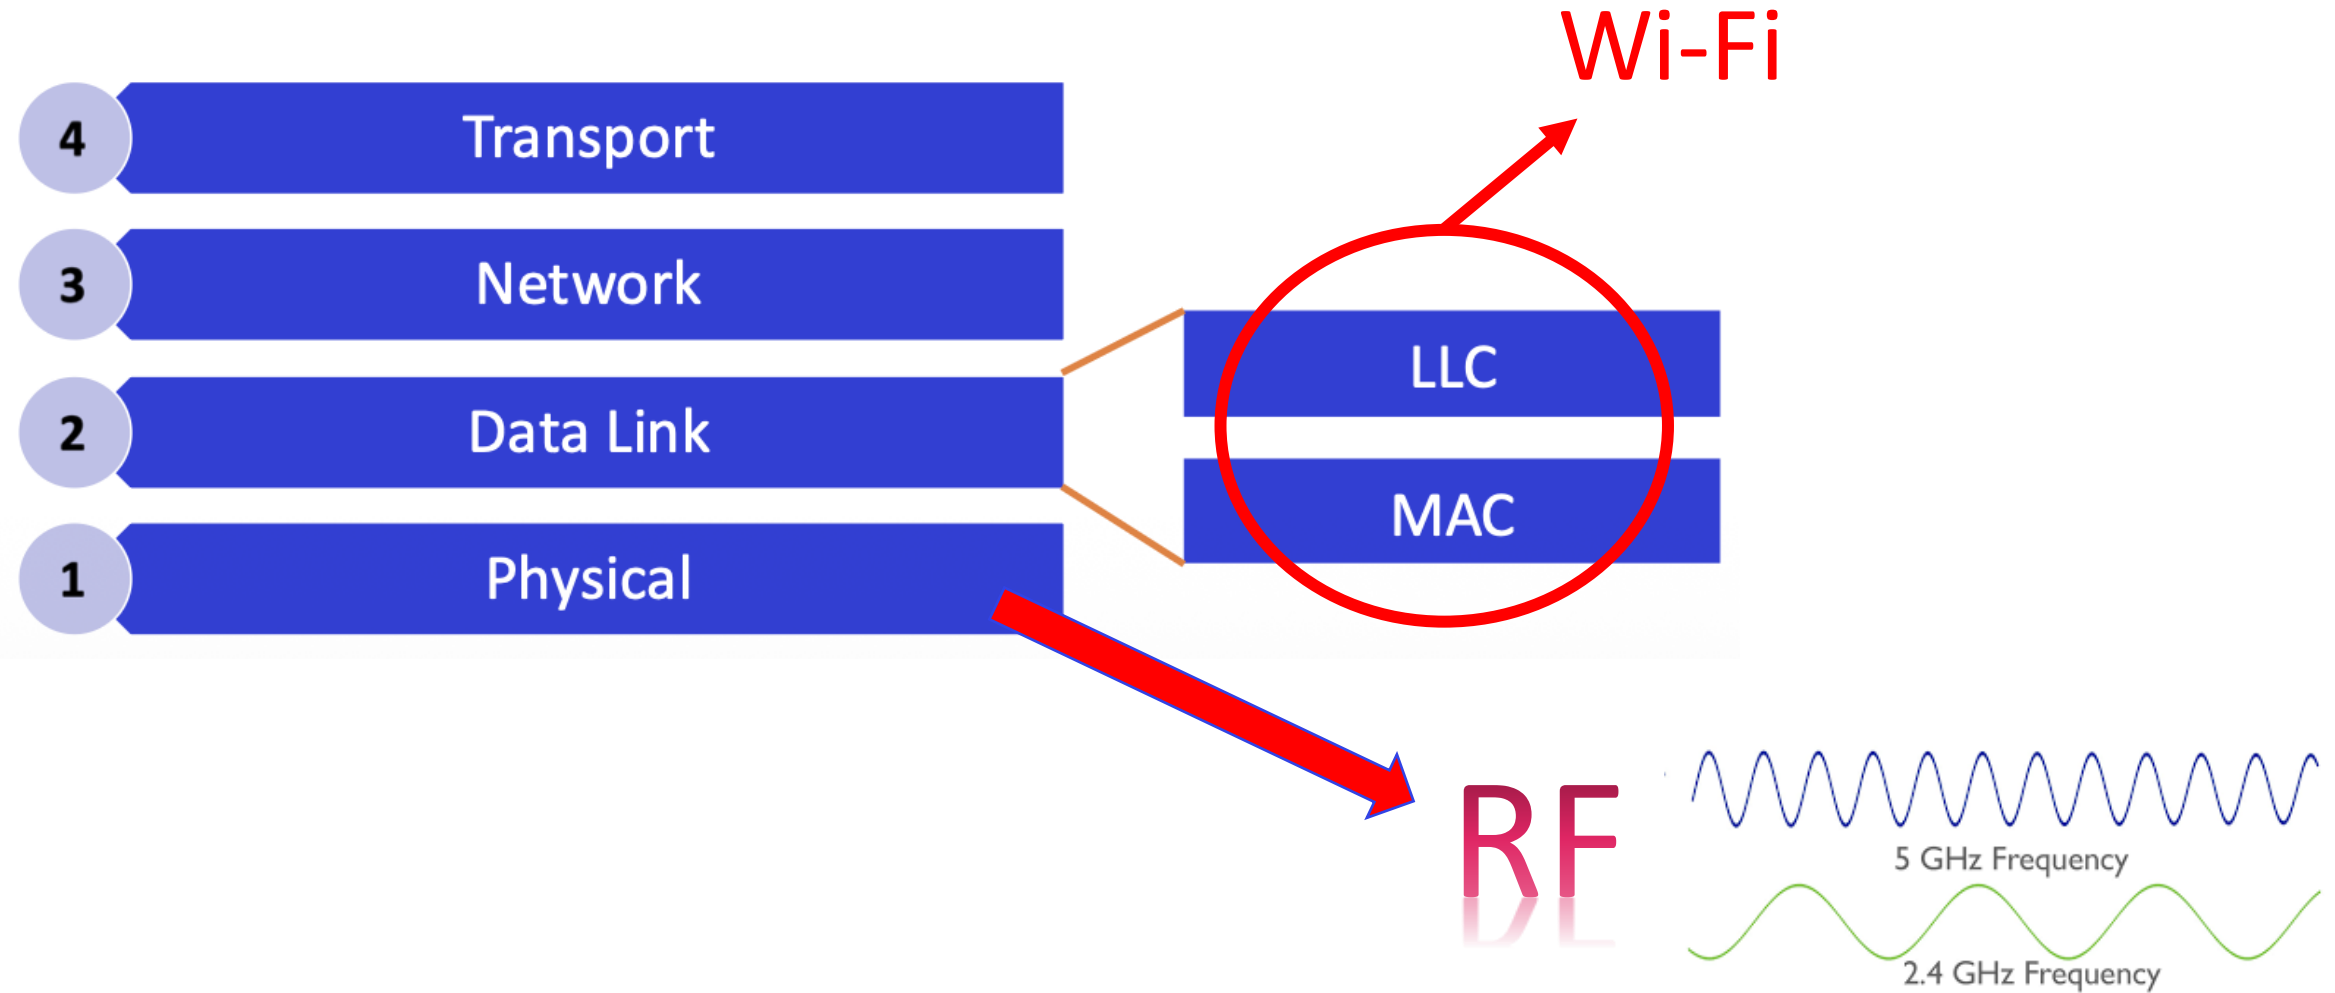 Wi-Fi
4
Transport
3
Network
2
Data Link
1
Physical
LLC
MAC
RF
5 GHz Frequency
2.4 GHz Frequency